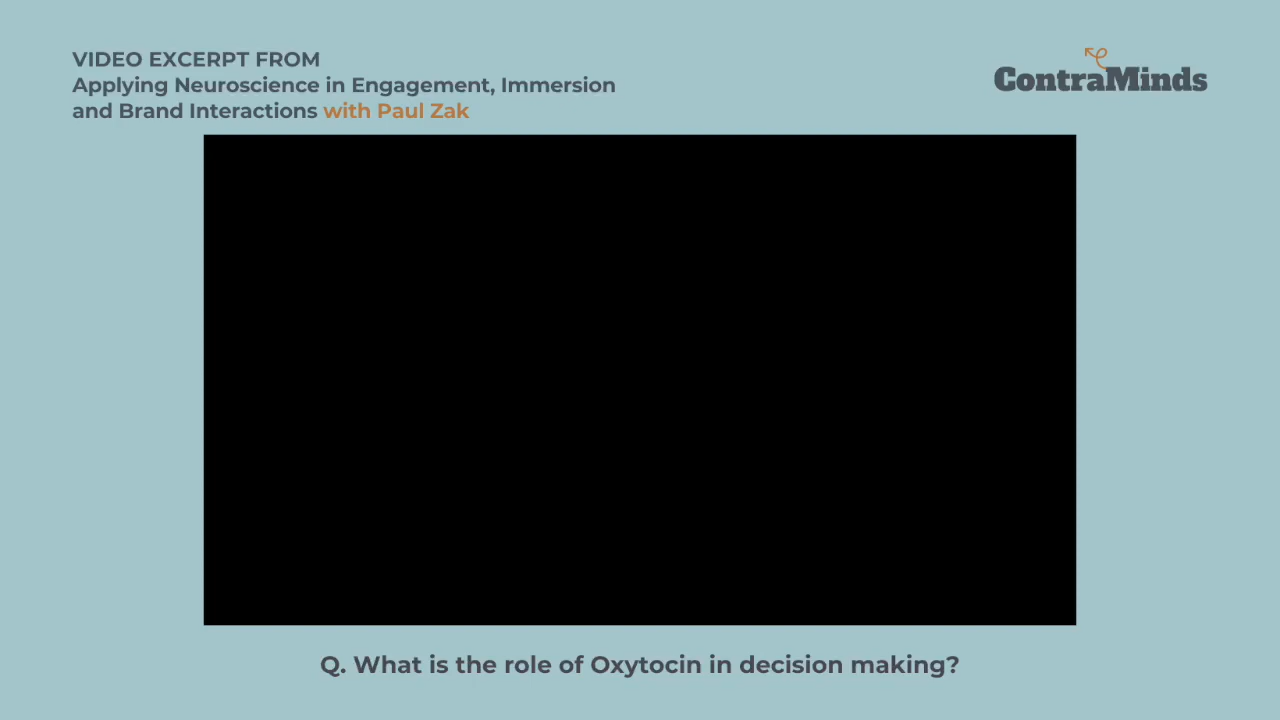 VIDEO EXCERPT FROM
Applying Neuroscience in Engagement, Immersion
and Brand Interactions with Paul Zak
ContraMinds
Q. What is the role of Oxytocin in decision making?